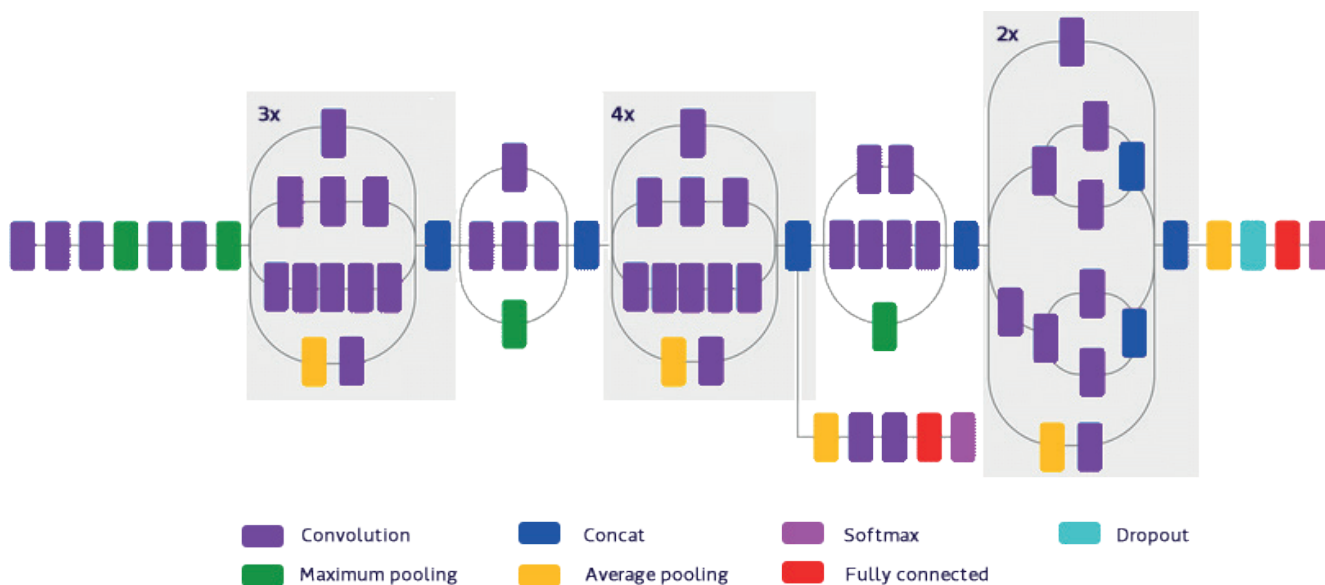 2x
3x
4x
Convolution
Concat
Softmax
Dropout
Maximum pooling
Average pooling
Fully connected